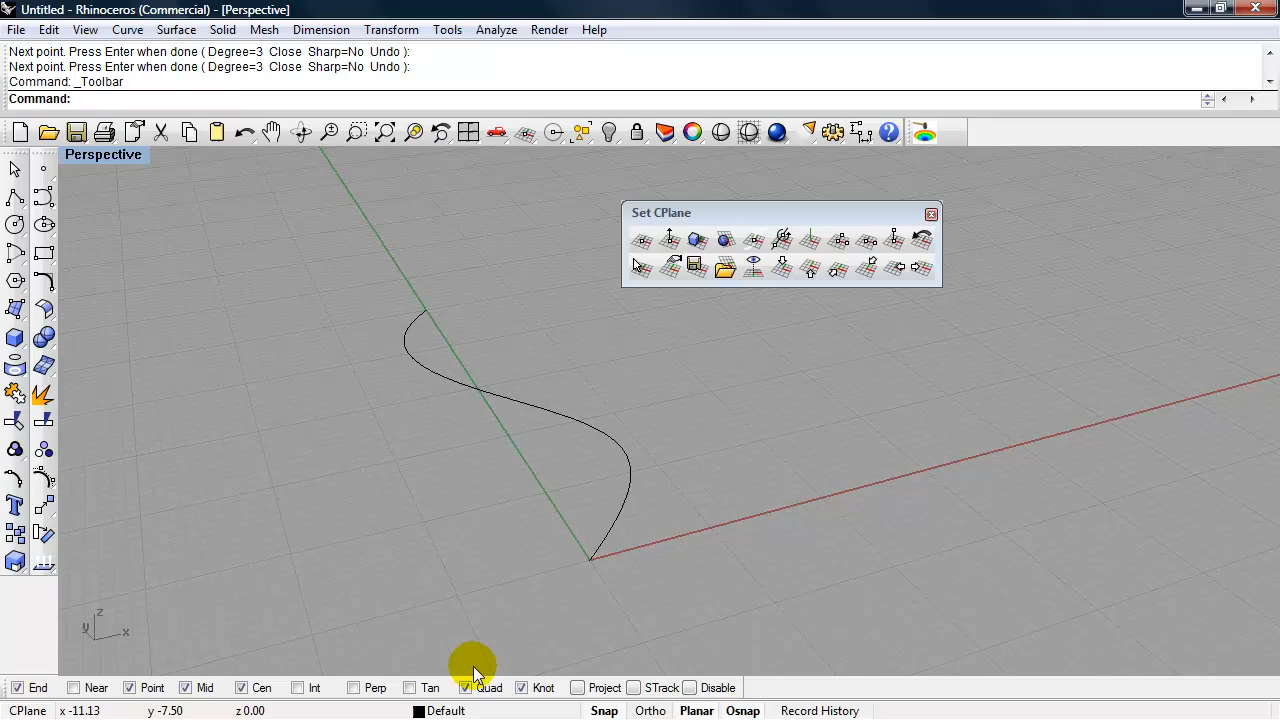 Untitled - Rhinoceros (Commercial) - [Perspective]
File Edit View Curve Surface Solid Mesh Dimension Transform Tools Analyze Render Help
Next point. Press Enter when done ( Degree=3 Close Sharp=No Undo ):
Next point. Press Enter when done ( Degree=3 Close Sharp=No Undo ):
Command: _Toolbar
Command:
Perspective
Set CPlane
z
y
x
End Near Point Mid Cen Int Perp Tan Quad Knot Project STrack Disable
CPlane x -11.13 y -7.50 z 0.00 Default Snap Ortho Planar Osnap Record History